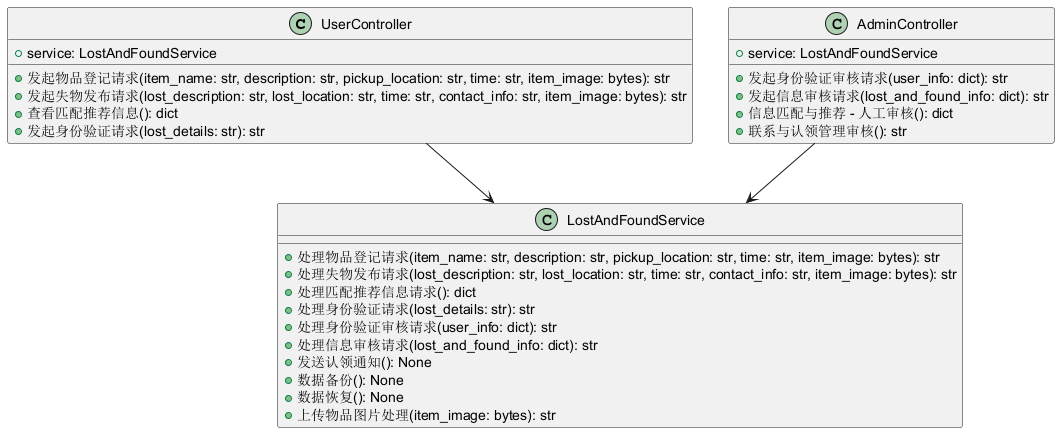 C UserController
service: LostAndFoundService
发起物品登记请求(item_name: str, description: str, pickup_location: str, time: str, item_image: bytes): str
发起失物发布请求(lost_description: str, lost_location: str, time: str, contact_info: str, item_image: bytes): str
查看匹配推荐信息(): dict
发起身份验证请求(lost_details: str): str
C AdminController
service: LostAndFoundService
发起身份验证审核请求(user_info: dict): str
发起信息审核请求(lost_and_found_info: dict): str
信息匹配与推荐 - 人工审核(): dict
联系与认领管理审核(): str
C LostAndFoundService
处理物品登记请求(item_name: str, description: str, pickup_location: str, time: str, item_image: bytes): str
处理失物发布请求(lost_description: str, lost_location: str, time: str, contact_info: str, item_image: bytes): str
处理匹配推荐信息请求(): dict
处理身份验证请求(lost_details: str): str
处理身份验证审核请求(user_info: dict): str
处理信息审核请求(lost_and_found_info: dict): str
发送认领通知(): None
数据备份(): None
数据恢复(): None
上传物品图片处理(item_image: bytes): str